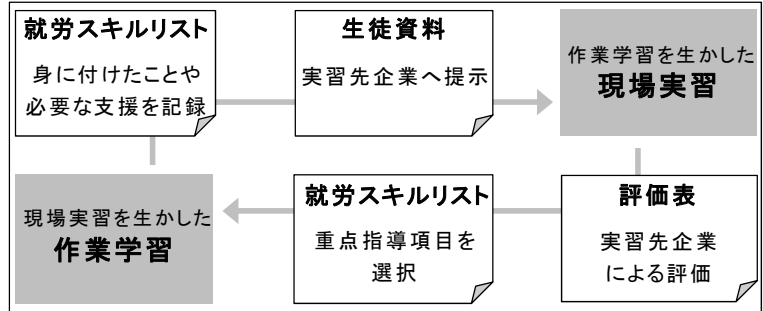 就労スキルリスト
身に付けたことや
必要な支援を記録
生徒資料
実習先企業へ提示
作業学習を生かした
現場実習
現場実習を生かした
作業学習
就労スキルリスト
重点指導項目を
選択
評価表
実習先企業
による評価